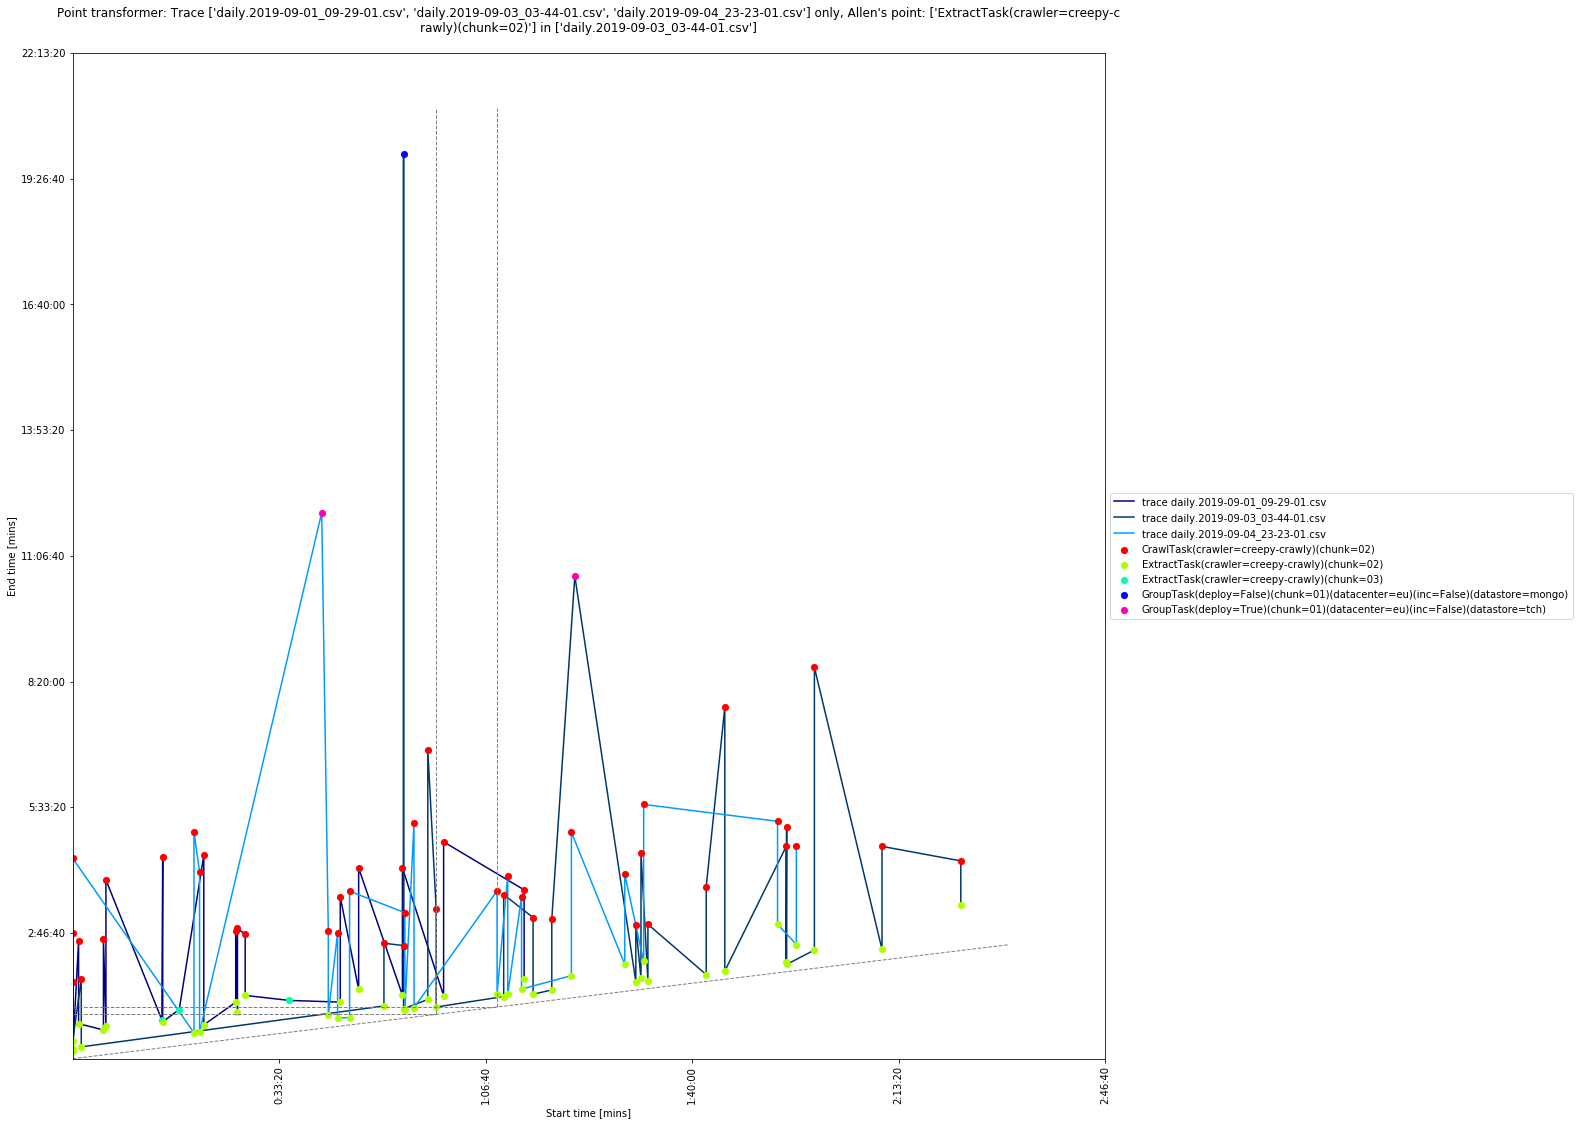 Point transformer: Trace ['daily.2019-09-01_09-29-01.csv', 'daily.2019-09-03_03-44-01.csv', 'daily.2019-09-04_23-23-01.csv'] only, Allen's point: ['ExtractTask(crawler=creepy-c
rawly)(chunk=02)'] in ['daily.2019-09-03_03-44-01.csv']
22:13:20
19:26:40
16:40:00
13:53:20
11:06:40
8:20:00
5:33:20
2:46:40
End time [mins]
0:33:20
1:06:40
1:40:00
2:13:20
2:46:40
Start time [mins]
trace daily.2019-09-01_09-29-01.csv
trace daily.2019-09-03_03-44-01.csv
trace daily.2019-09-04_23-23-01.csv
CrawlTask(crawler=creepy-crawly)(chunk=02)
ExtractTask(crawler=creepy-crawly)(chunk=02)
ExtractTask(crawler=creepy-crawly)(chunk=03)
GroupTask(deploy=False)(chunk=01)(datacenter=eu)(inc=False)(datastore=mongo)
GroupTask(deploy=True)(chunk=01)(datacenter=eu)(inc=False)(datastore=tch)